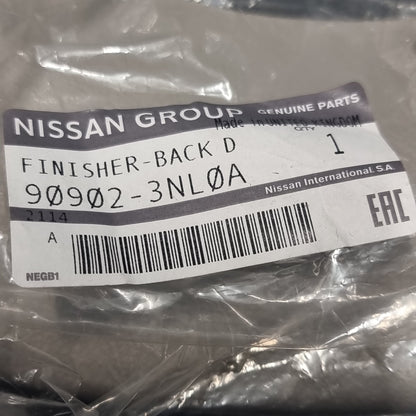 NISSAN GROUP GENUINE PARTS
Made in UNITED KINGDOM
QTY
FINISHER-BACK D 1
90902-3NL0A
Nissan International. S.A.
2114
A
EAC
NEGB1